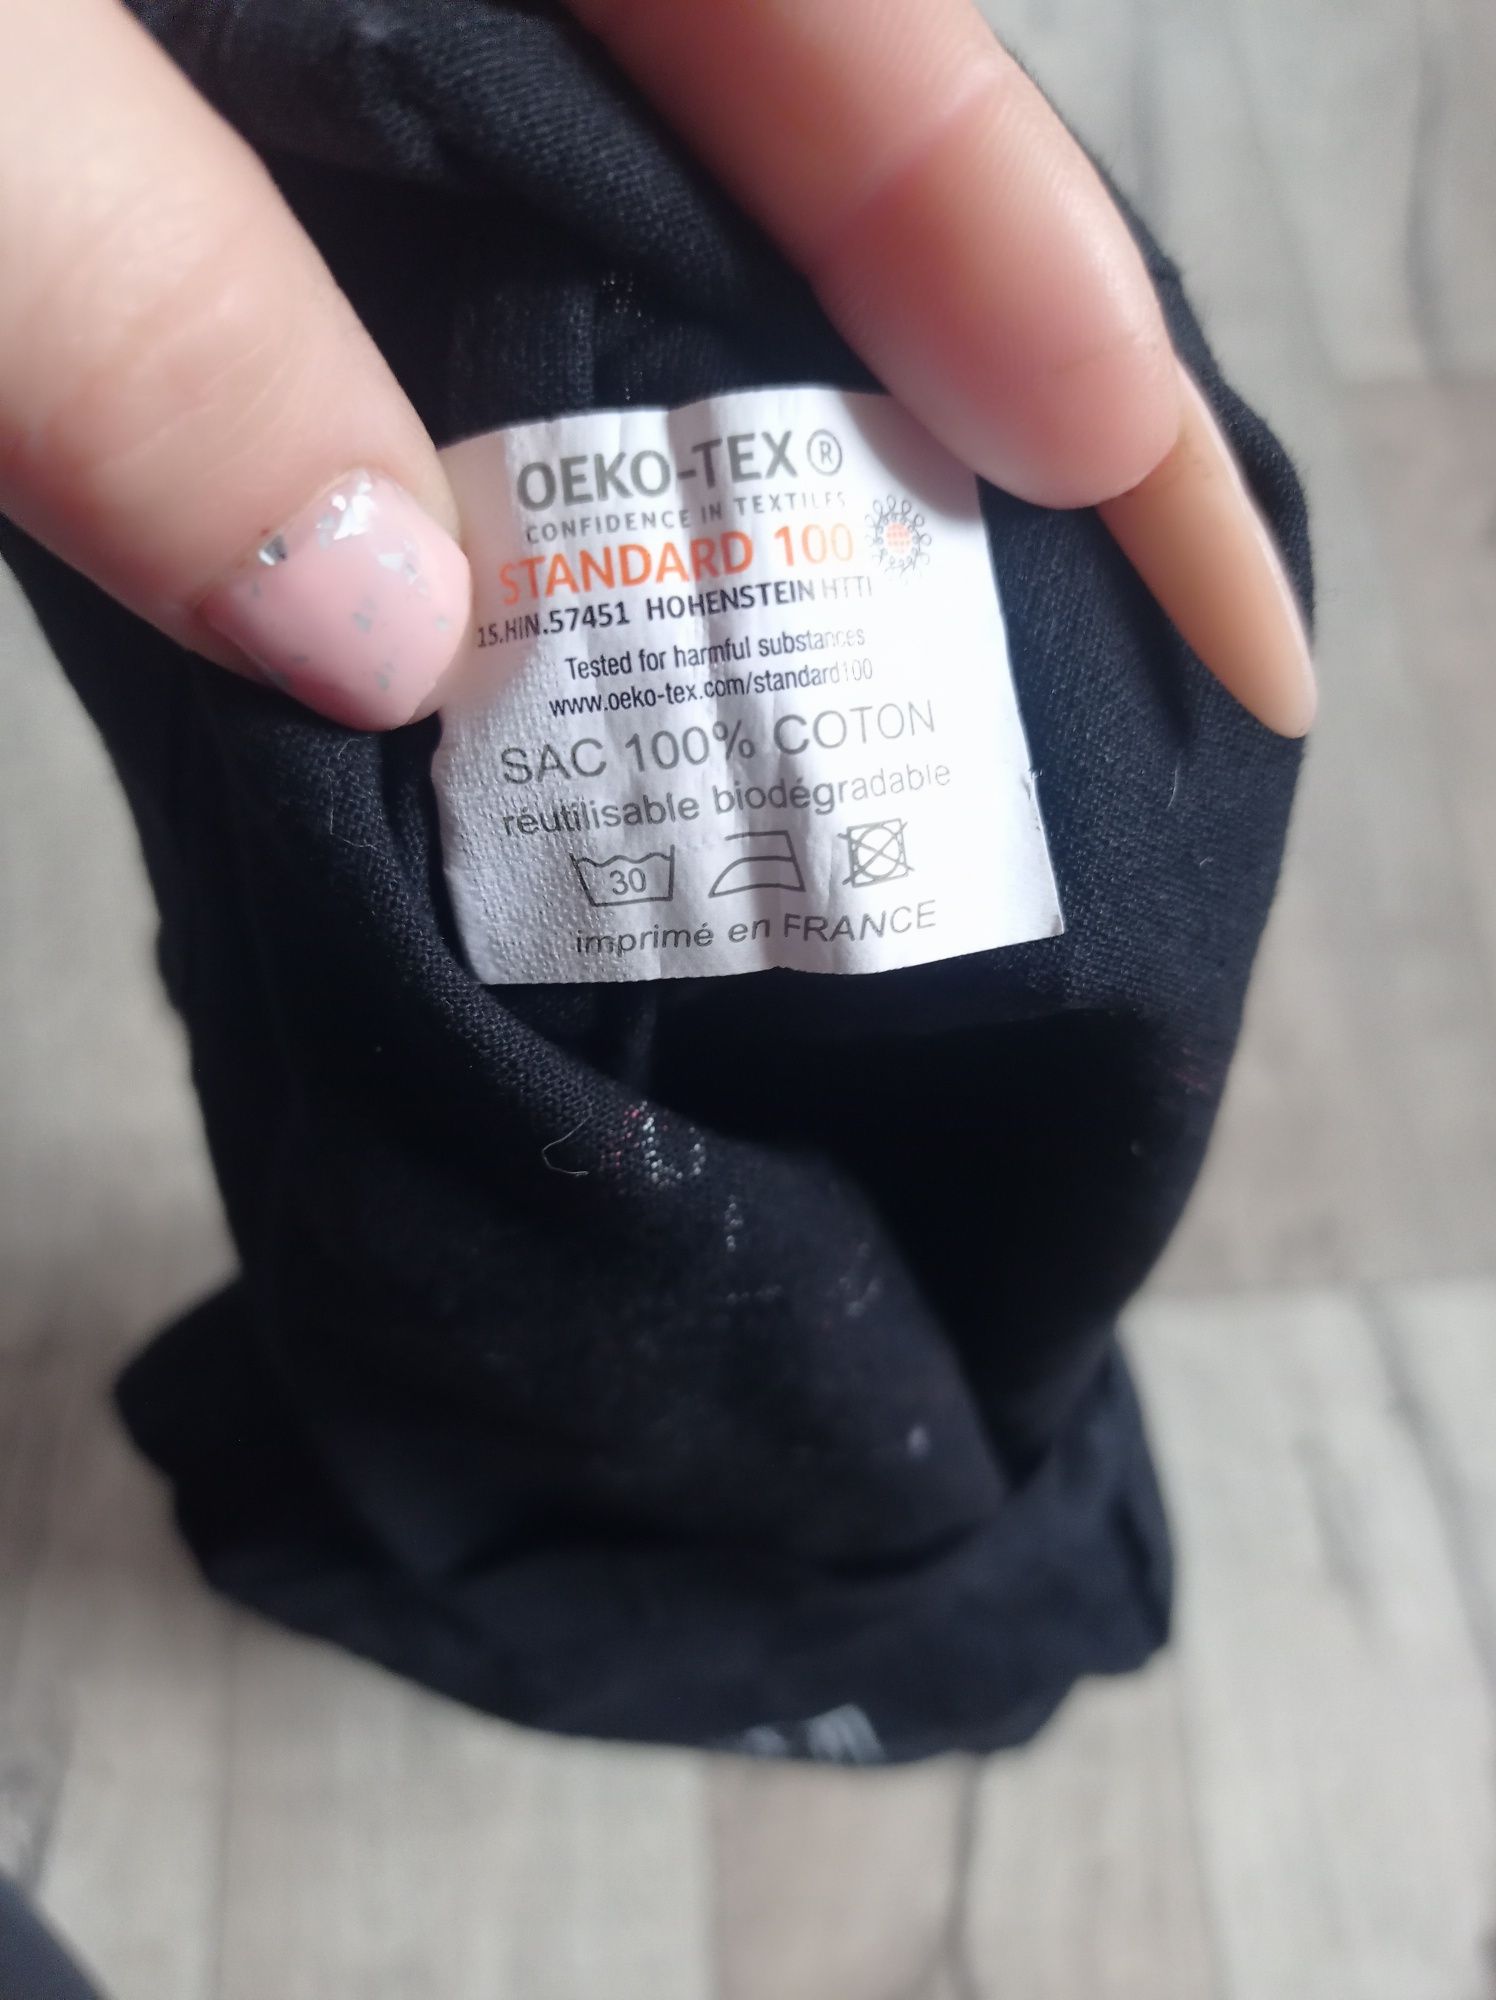 OEKO-TEX®
CONFIDENCE IN TEXTILES
STANDARD 100
15.HIN.57451 HOHENSTEIN HTTI
Tested for harmful substances
www.oeko-tex.com/standard100
SAC 100% COTON
réutilisable biodégradable
30
imprimé en FRANCE